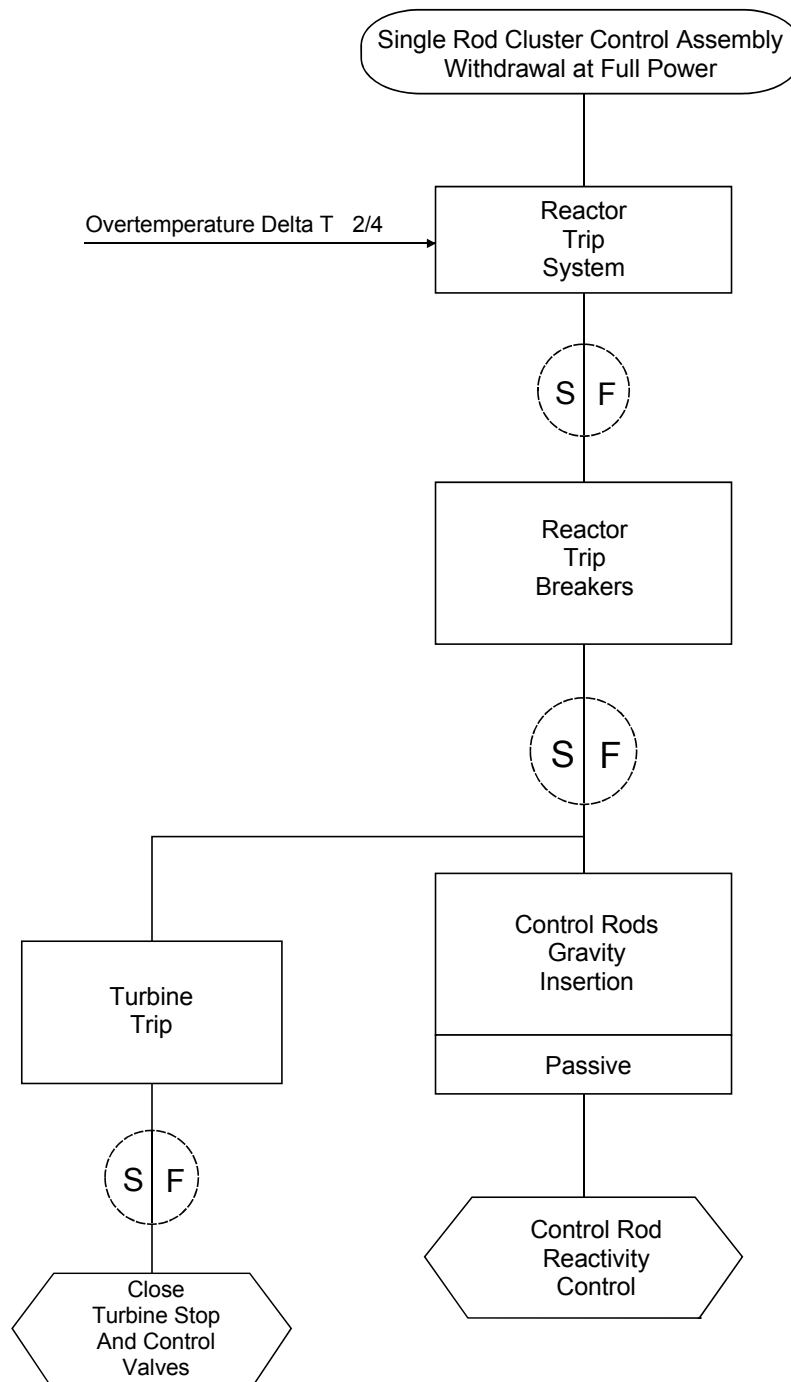 Single Rod Cluster Control Assembly
Withdrawal at Full Power
Overtemperature Delta T 2/4
Reactor
Trip
System
S F
Reactor
Trip
Breakers
S F
Control Rods
Gravity
Insertion
Passive
Turbine
Trip
S F
Control Rod
Reactivity
Control
Close
Turbine Stop
And Control
Valves